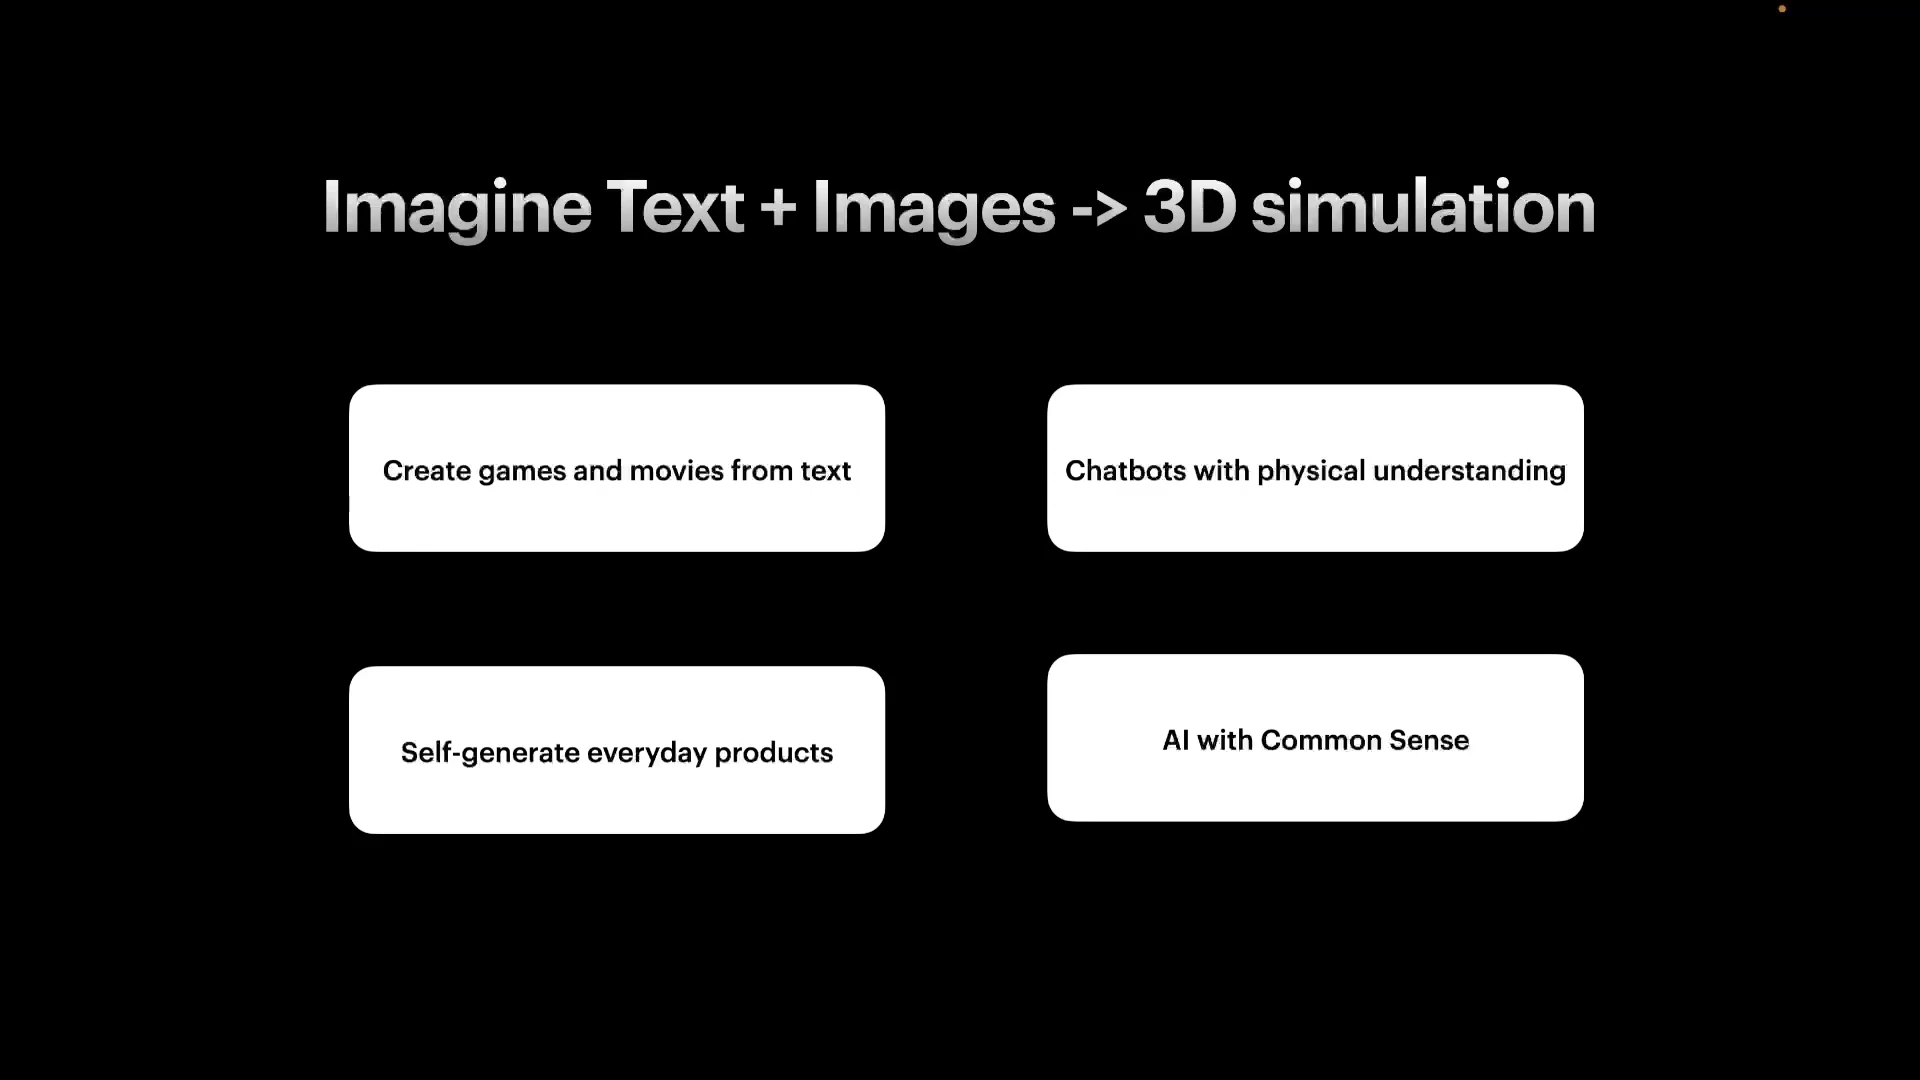 Imagine Text + Images -> 3D simulation
Create games and movies from text
Chatbots with physical understanding
Self-generate everyday products
AI with Common Sense